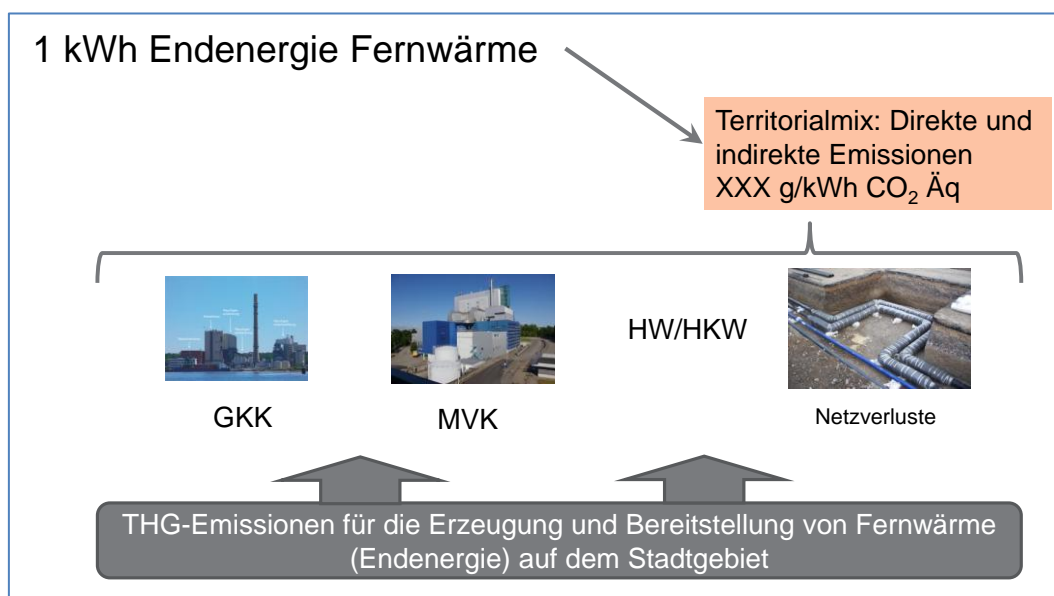 1 kWh Endenergie Fernwärme
Territorialmix: Direkte und
indirekte Emissionen
XXX g/kWh CO₂ Äq
HW/HKW
GKK
MVK
Netzverluste
THG-Emissionen für die Erzeugung und Bereitstellung von Fernwärme
(Endenergie) auf dem Stadtgebiet